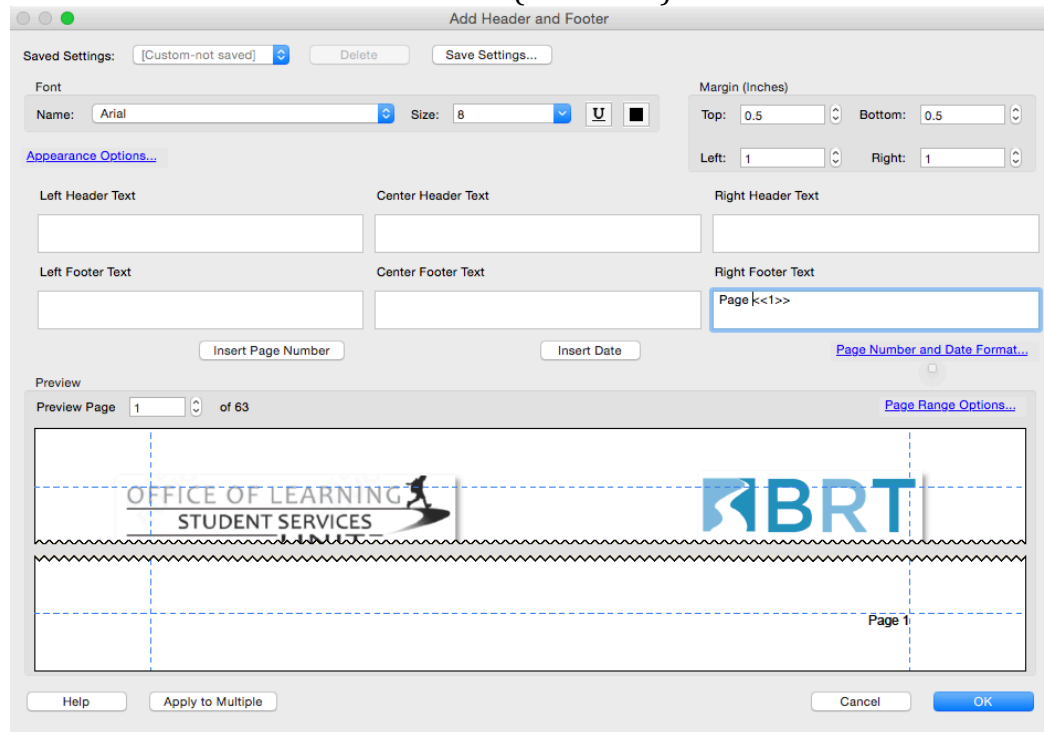 Add Header and Footer
Saved Settings: [Custom-not saved] Delete Save Settings...
Font Margin (Inches)
Name: Arial Size: 8 U Top: 0.5 Bottom: 0.5
Appearance Options... Left: 1 Right: 1
Left Header Text Center Header Text Right Header Text
Left Footer Text Center Footer Text Right Footer Text
Page <<1>>
Insert Page Number Insert Date Page Number and Date Format...
Preview
Preview Page 1 of 63 Page Range Options...
OFFICE OF LEARNING BRT
STUDENT SERVICES
UNIT
Page 1
Help Apply to Multiple Cancel OK